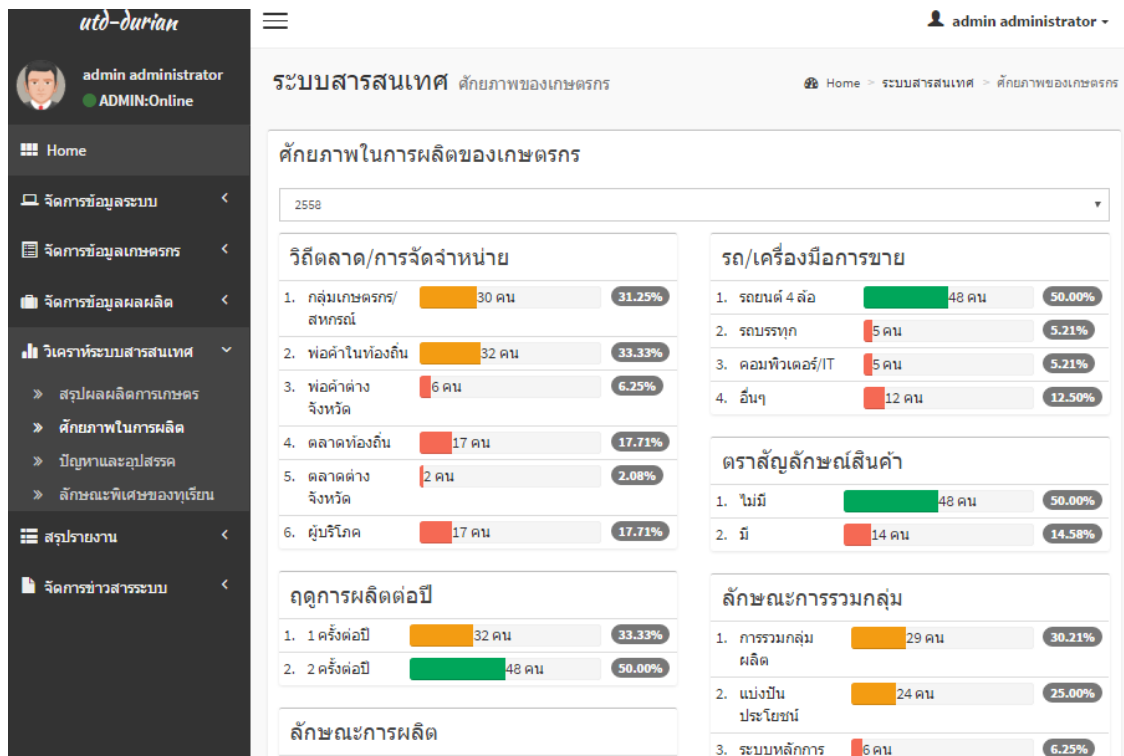 utd-durian
admin administrator
admin administrator
ADMIN:Online
Home
จัดการข้อมูลระบบ
จัดการข้อมูลเกษตรกร
จัดการข้อมูลผลผลิต
วิเคราห์ระบบสารสนเทศ
» สรุปผลผลิตการเกษตร
» ศักยภาพในการผลิต
» ปัญหาและอุปสรรค
» ลักษณะพิเศษของทุเรียน
สรุปรายงาน
จัดการข่าวสารระบบ
ระบบสารสนเทศ ศักยภาพของเกษตรกร
Home > ระบบสารสนเทศ > ศักยภาพของเกษตรกร
ศักยภาพในการผลิตของเกษตรกร
2558
วิถีตลาด/การจัดจำหน่าย
1. กลุ่มเกษตรกร/ 30 คน 31.25%
สหกรณ์
2. พ่อค้าในท้องถิ่น 32 คน 33.33%
3. พ่อค้าต่าง 6 คน 6.25%
จังหวัด
4. ตลาดท้องถิ่น 17 คน 17.71%
5. ตลาดต่าง 2 คน 2.08%
จังหวัด
6. ผู้บริโภค 17 คน 17.71%
ฤดูการผลิตต่อปี
1. 1 ครั้งต่อปี 32 คน 33.33%
2. 2 ครั้งต่อปี 48 คน 50.00%
ลักษณะการผลิต
รถ/เครื่องมือการขาย
1. รถยนต์ 4 ล้อ 48 คน 50.00%
2. รถบรรทุก 5 คน 5.21%
3. คอมพิวเตอร์/IT 5 คน 5.21%
4. อื่นๆ 12 คน 12.50%
ตราสัญลักษณ์สินค้า
1. ไม่มี 48 คน 50.00%
2. มี 14 คน 14.58%
ลักษณะการรวมกลุ่ม
1. การรวมกลุ่ม 29 คน 30.21%
ผลิต
2. แบ่งปัน 24 คน 25.00%
ประโยชน์
3. ระบบหลักการ 6 คน 6.25%